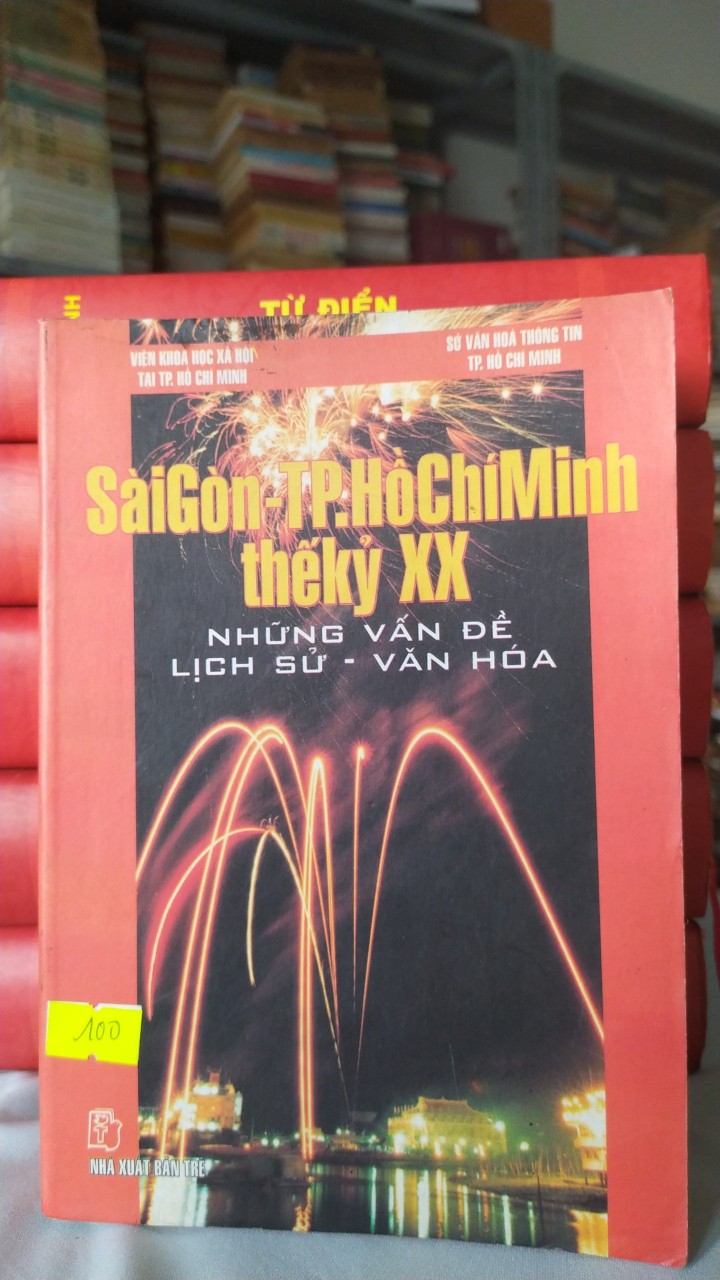 TỪ ĐIỂN
VIỆN KHOA HỌC XÃ HỘI
TẠI TP. HỒ CHÍ MINH
SỞ VĂN HOÁ THÔNG TIN
TP. HỒ CHÍ MINH
SàiGòn-TP.HồChíMinh
thếkỷ XX
NHỮNG VẤN ĐỀ
LỊCH SỬ - VĂN HÓA
100
NHÀ XUẤT BẢN TRẺ